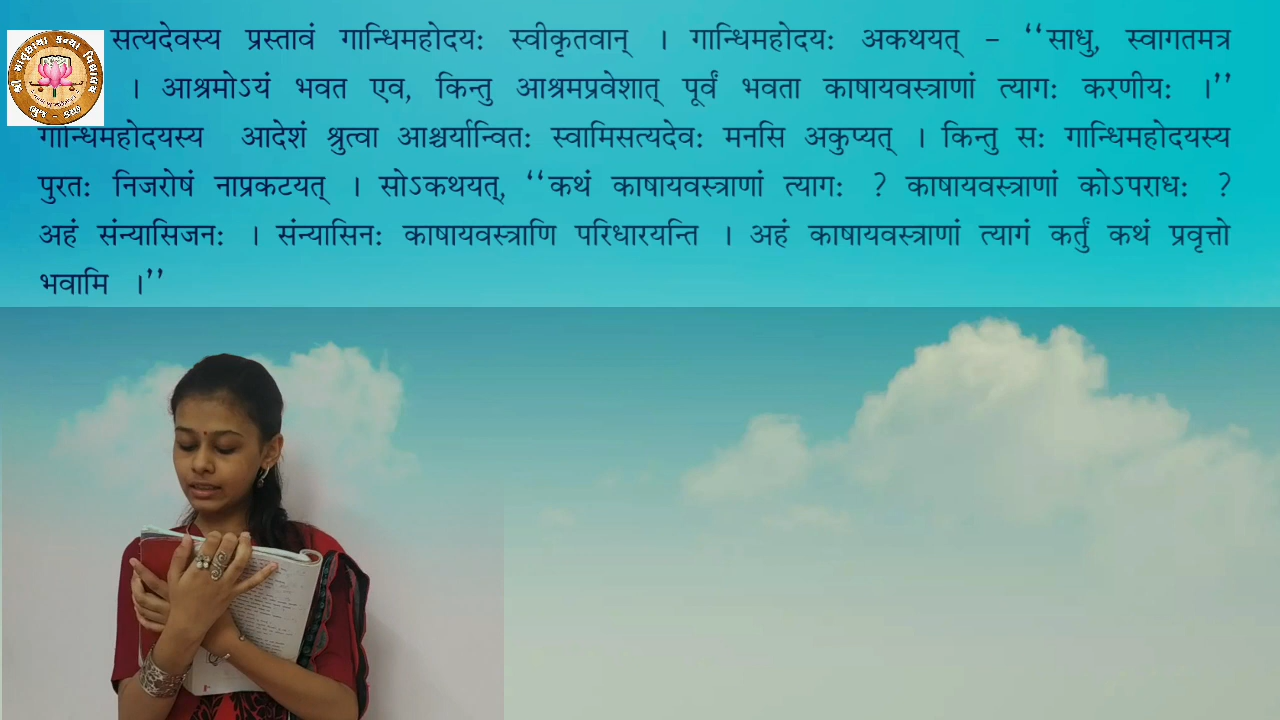 सत्यदेवस्य प्रस्तावं गान्धिमहोदयः स्वीकृतवान् । गान्धिमहोदयः अकथयत् – ‘‘साधु, स्वागतमत्र
। आश्रमोऽयं भवत एव, किन्तु आश्रमप्रवेशात् पूर्वं भवता काषायवस्त्राणां त्यागः करणीयः ।’’
गान्धिमहोदयस्य आदेशं श्रुत्वा आश्चर्यान्वितः स्वामिसत्यदेवः मनसि अकुप्यत् । किन्तु सः गान्धिमहोदयस्य
पुरतः निजरोषं नाप्रकटयत् । सोऽकथयत्, ‘‘कथं काषायवस्त्राणां त्यागः ? काषायवस्त्राणां कोऽपराधः ?
अहं संन्यासिजनः । संन्यासिनः काषायवस्त्राणि परिधारयन्ति । अहं काषायवस्त्राणां त्यागं कर्तुं कथं प्रवृत्तो
भवामि ।’’